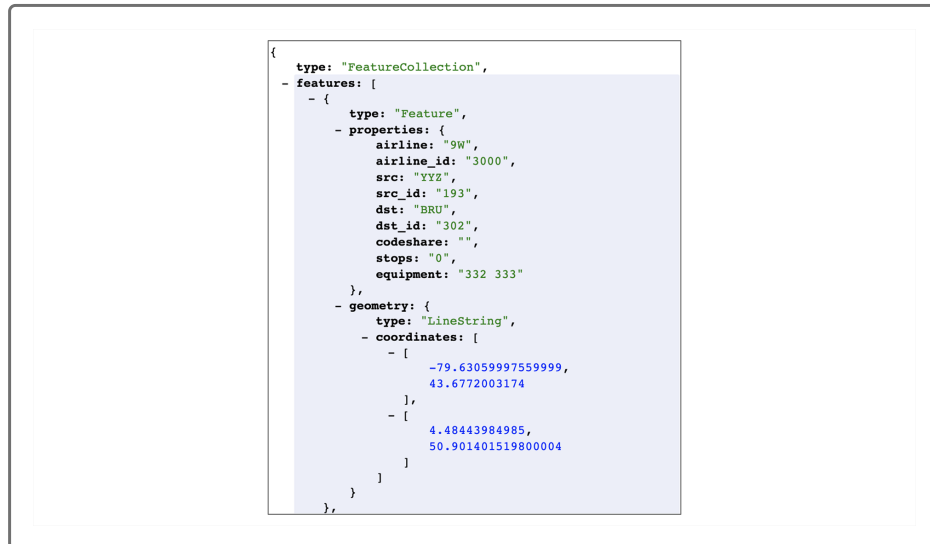 {
type: "FeatureCollection",
- features: [
- {
type: "Feature",
- properties: {
airline: "9W",
airline_id: "3000",
src: "YYZ",
src_id: "193",
dst: "BRU",
dst_id: "302",
codeshare: "",
stops: "0",
equipment: "332 333"
},
- geometry: {
type: "LineString",
- coordinates: [
- [
-79.63059997559999,
43.6772003174
],
- [
4.48443984985,
50.901401519800004
]
]
}
},